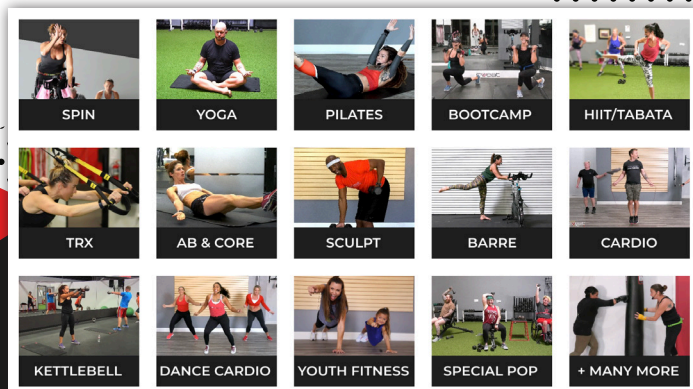 SPIN
YOGA
PILATES
BOOTCAMP
HIIT/TABATA
TRX
AB & CORE
SCULPT
BARRE
CARDIO
KETTLEBELL
DANCE CARDIO
YOUTH FITNESS
SPECIAL POP
+ MANY MORE